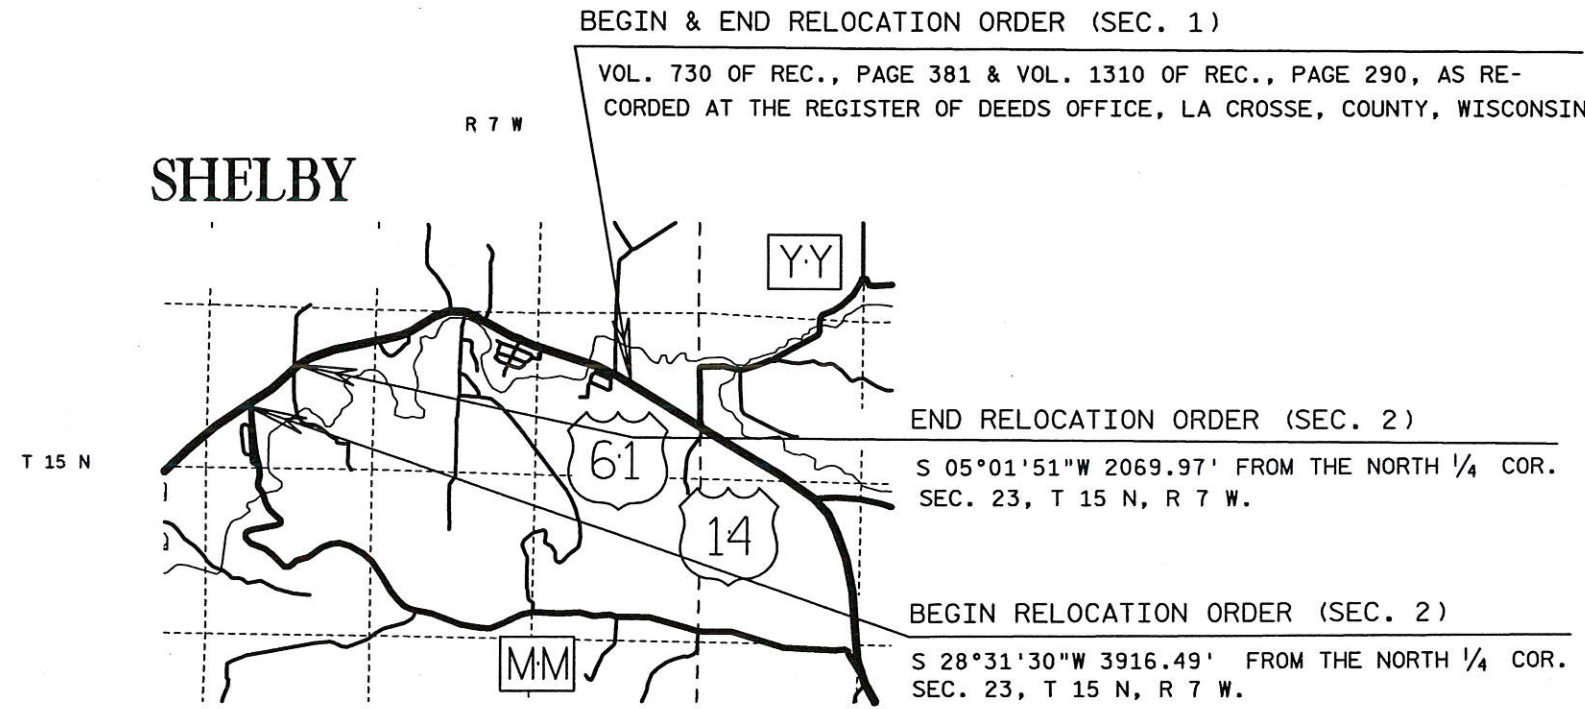 BEGIN & END RELOCATION ORDER (SEC. 1)
VOL. 730 OF REC., PAGE 381 & VOL. 1310 OF REC., PAGE 290, AS RE-
CORDED AT THE REGISTER OF DEEDS OFFICE, LA CROSSE, COUNTY, WISCONSIN
R 7 W
SHELBY
Y·Y
END RELOCATION ORDER (SEC. 2)
61
T 15 N
S 05°01'51"W 2069.97' FROM THE NORTH 1/4 COR.
SEC. 23, T 15 N, R 7 W.
14
BEGIN RELOCATION ORDER (SEC. 2)
M·M
S 28°31'30"W 3916.49' FROM THE NORTH 1/4 COR.
SEC. 23, T 15 N, R 7 W.